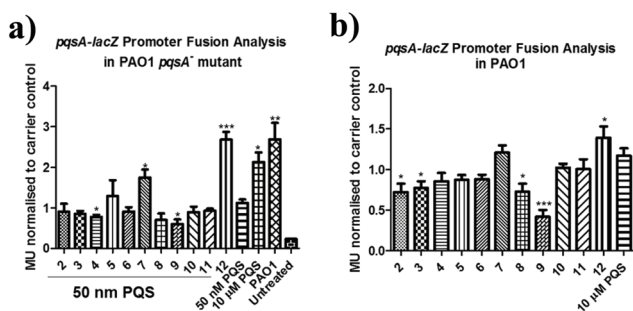 a)
pqsA-lacZ Promoter Fusion Analysis
in PAO1 pqsA- mutant
MU normalised to carrier control
4
3
2
1
0
*
*
*
***
*
**
2 3 4 5 6 7 8 9 10 11 12 50 nM PQS 10 µM PQS PAO1 Untreated
50 nm PQS
b)
pqsA-lacZ Promoter Fusion Analysis
in PAO1
MU normalised to carrier control
2.0
1.5
1.0
0.5
0.0
*
*
*
***
*
2 3 4 5 6 7 8 9 10 11 12 10 µM PQS